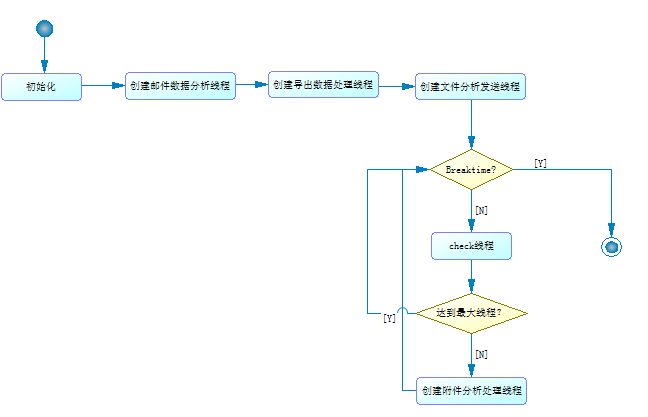 初始化
创建邮件数据分析线程
创建导出数据处理线程
创建文件分析发送线程
Breaktime?
[Y]
[N]
check线程
达到最大线程?
[Y]
[N]
创建附件分析处理线程